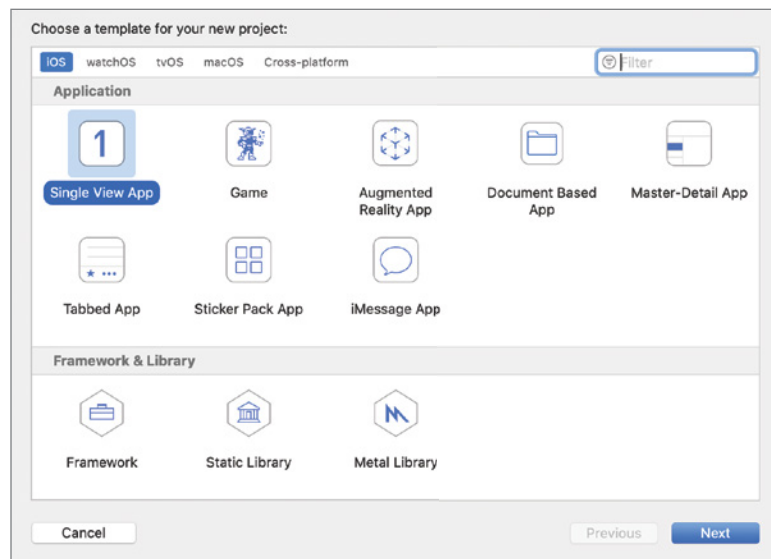 Choose a template for your new project:
iOS watchOS tvOS macOS Cross-platform Filter
Application
1
Single View App Game Augmented Reality App Document Based App Master-Detail App
Tabbed App Sticker Pack App iMessage App
Framework & Library
Framework Static Library Metal Library
Cancel Previous Next